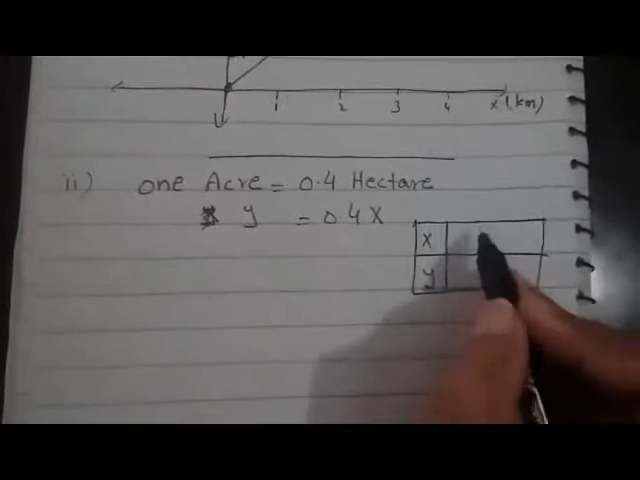 1 2 3 4 x (km)
ii) one Acre = 0.4 Hectare
y = 0.4 X
x
y